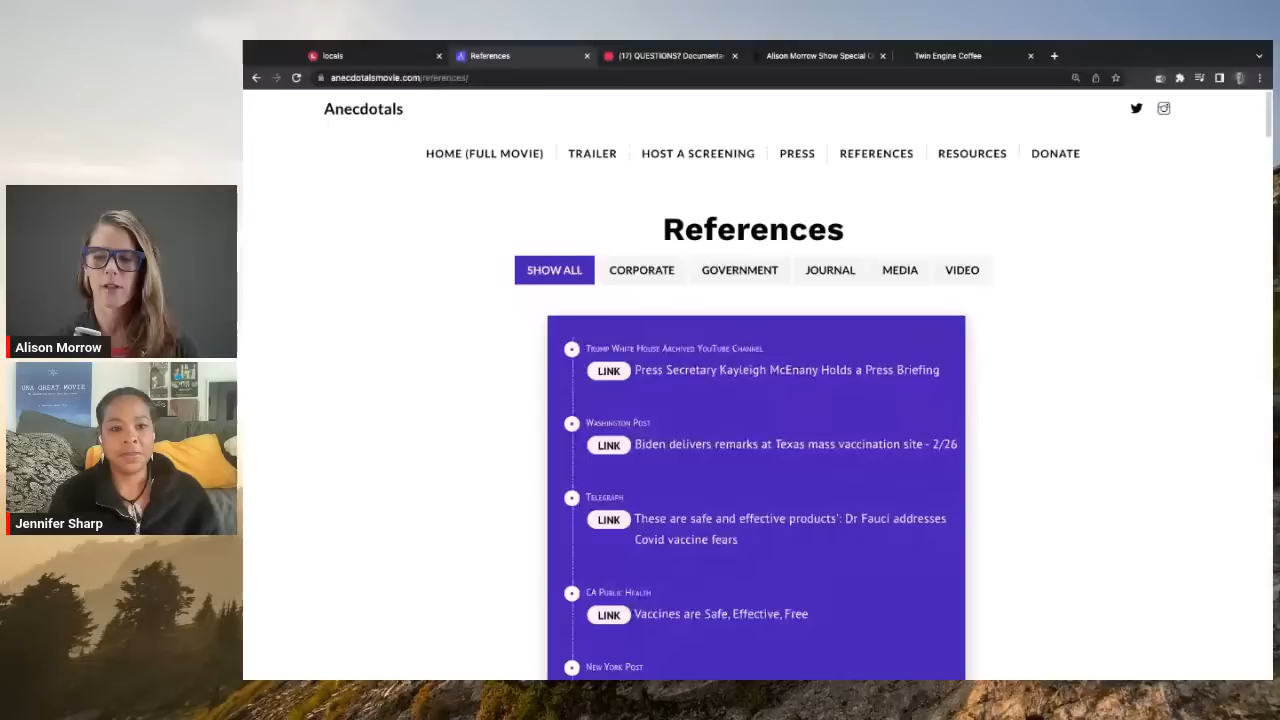 locals
References
(17) QUESTIONS? Documenta
Alison Morrow Show Special
Twin Engine Coffee
anecdotalsmovie.com/references/
Anecdotals
HOME (FULL MOVIE)
TRAILER
HOST A SCREENING
PRESS
REFERENCES
RESOURCES
DONATE
References
SHOW ALL
CORPORATE
GOVERNMENT
JOURNAL
MEDIA
VIDEO
Trump White House Archived YouTube Channel
LINK Press Secretary Kayleigh McEnany Holds a Press Briefing
Washington Post
LINK Biden delivers remarks at Texas mass vaccination site - 2/26
Telegraph
LINK These are safe and effective products': Dr Fauci addresses
Covid vaccine fears
CA Public Health
LINK Vaccines are Safe, Effective, Free
New York Post
Alison Morrow
UNA GREAT MOVIE
Jennifer Sharp